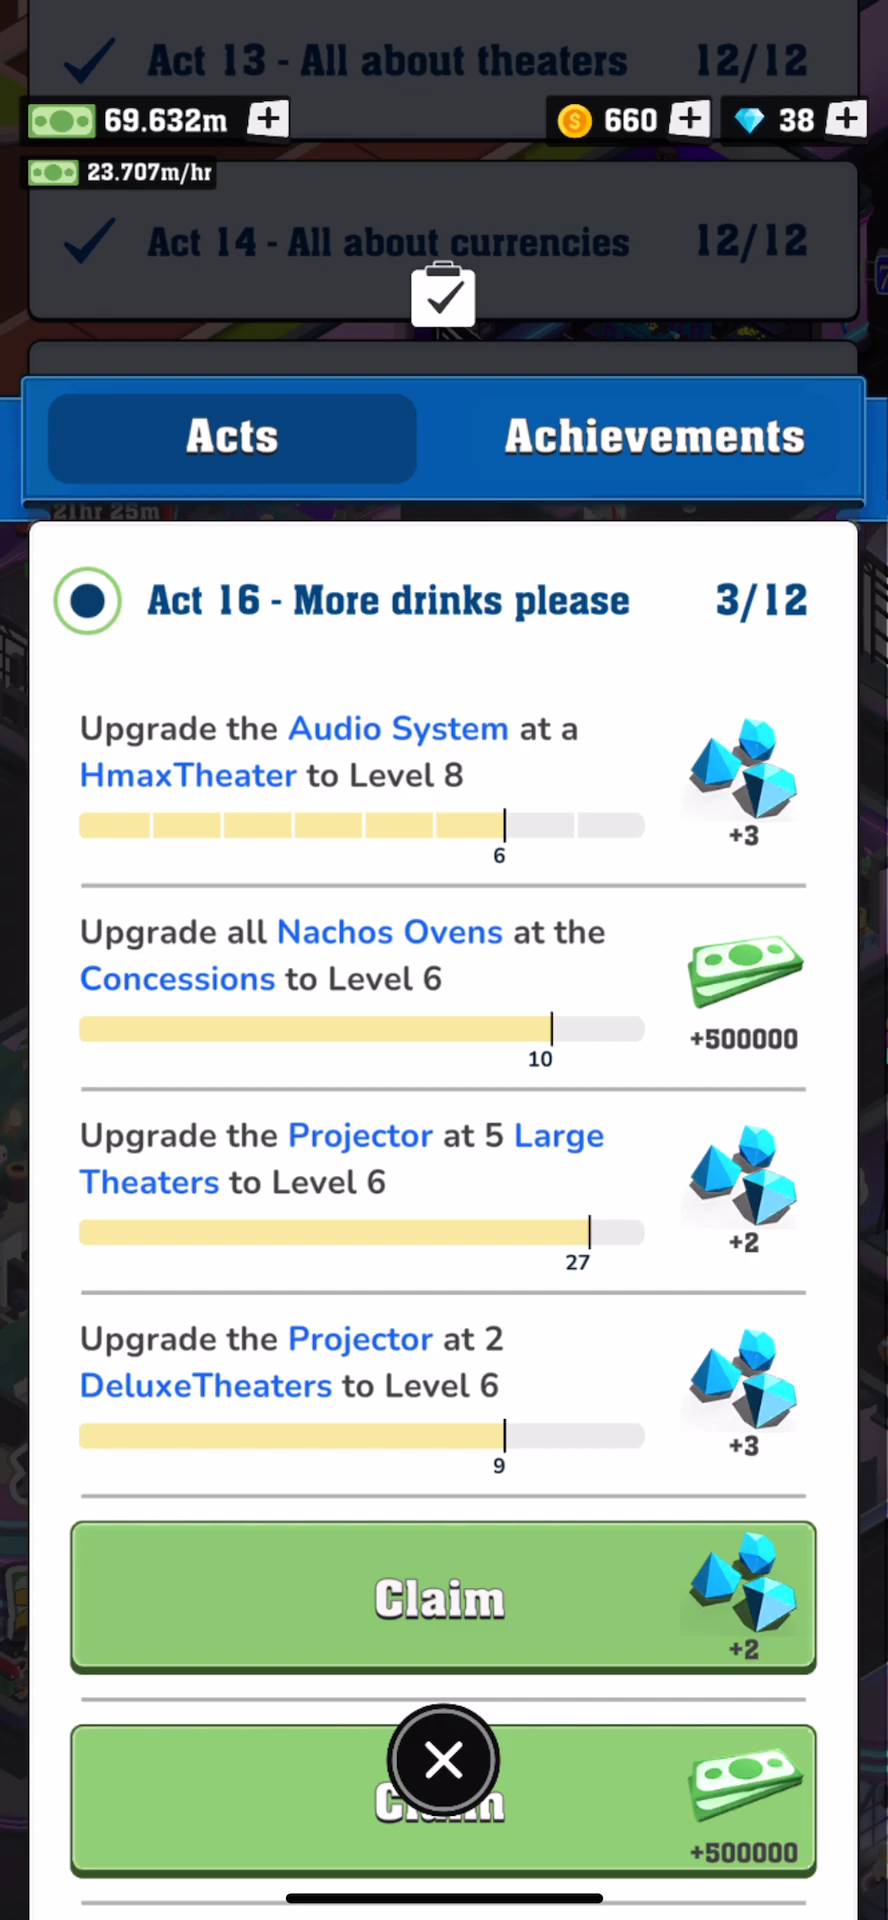 Act 13 - All about theaters 12/12
69.632m 660 38
23.707m/hr
Act 14 - All about currencies 12/12
Acts Achievements
21hr 25m
Act 16 - More drinks please 3/12
Upgrade the Audio System at a
HmaxTheater to Level 8
6
+3
Upgrade all Nachos Ovens at the
Concessions to Level 6
10
+500000
Upgrade the Projector at 5 Large
Theaters to Level 6
27
+2
Upgrade the Projector at 2
DeluxeTheaters to Level 6
9
+3
Claim
+2
+500000